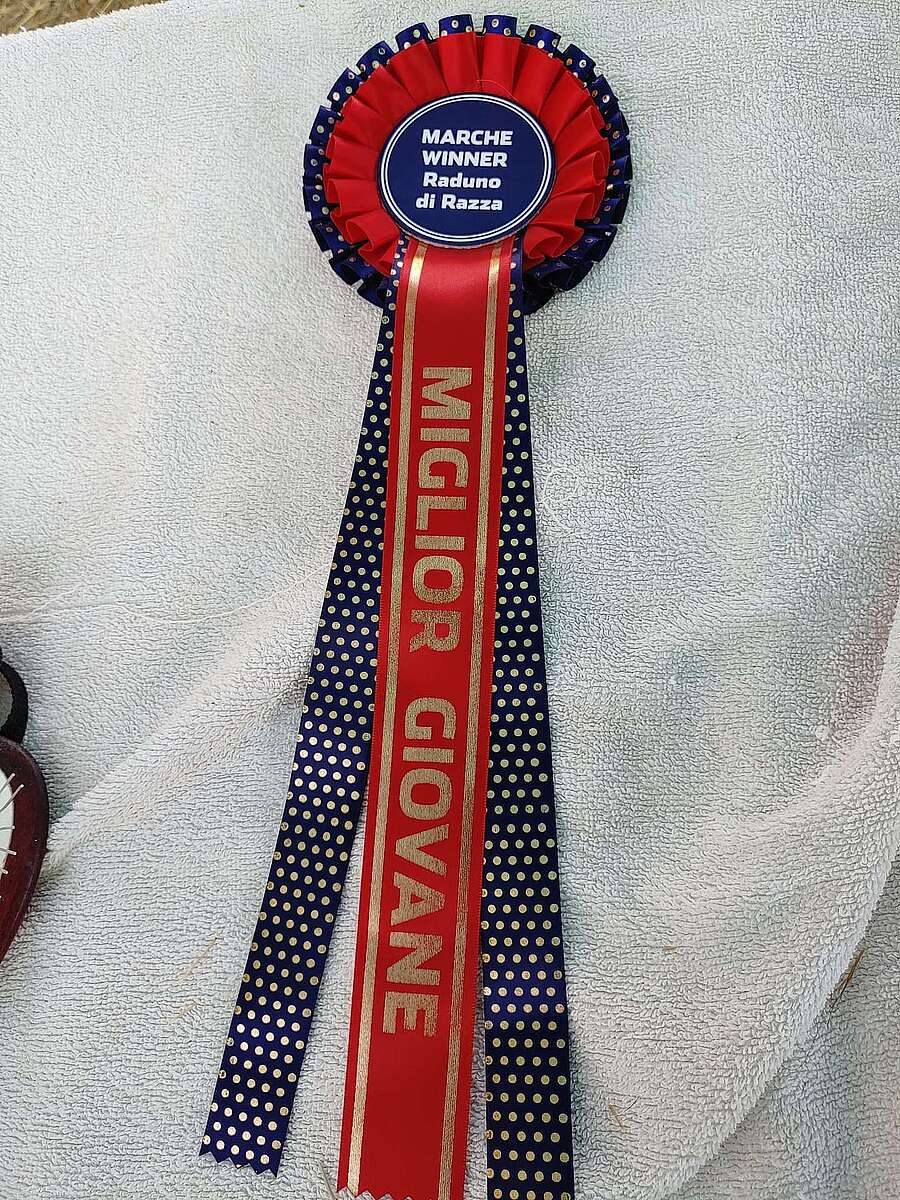 MARCHE
WINNER
Raduno
di Razza
MIGLIOR GIOVANE